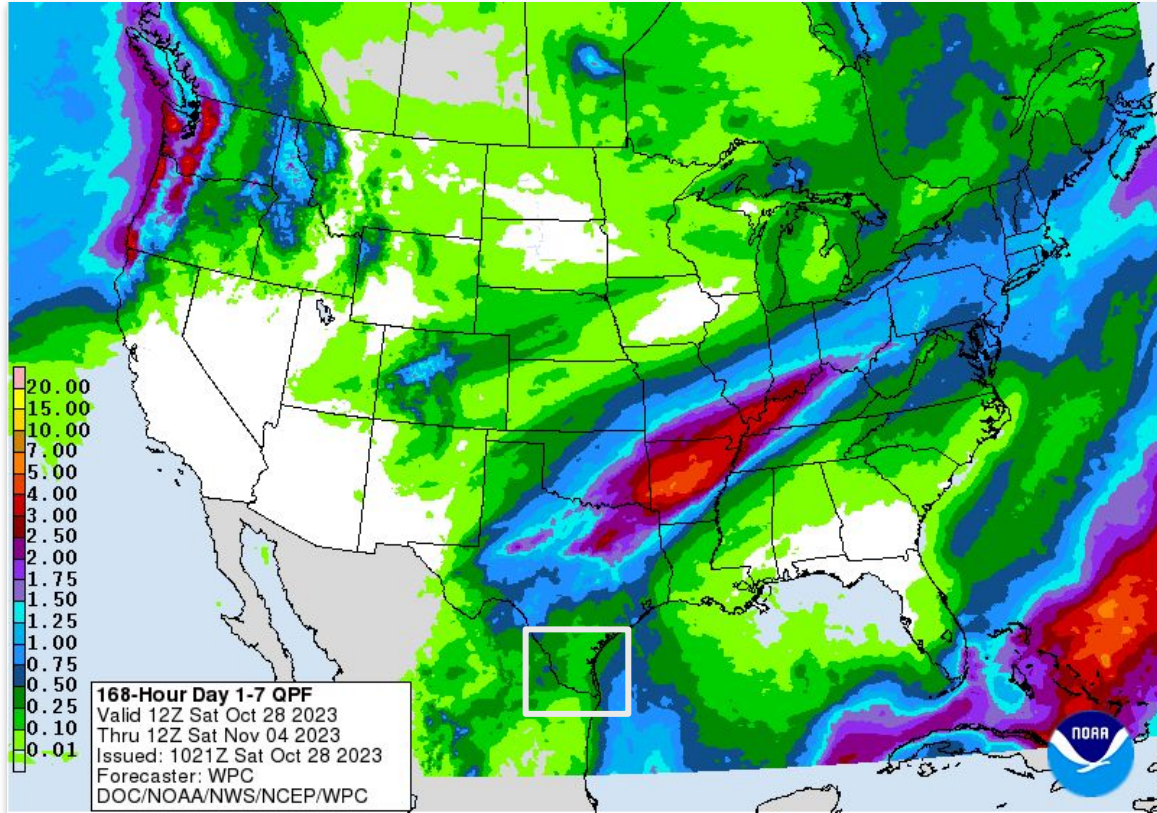 20.00
15.00
10.00
7.00
5.00
4.00
3.00
2.50
2.00
1.75
1.50
1.25
1.00
0.75
0.50
0.25
0.10
0.01
168-Hour Day 1-7 QPF
Valid 12Z Sat Oct 28 2023
Thru 12Z Sat Nov 04 2023
Issued: 1021Z Sat Oct 28 2023
Forecaster: WPC
DOC/NOAA/NWS/NCEP/WPC
NOAA